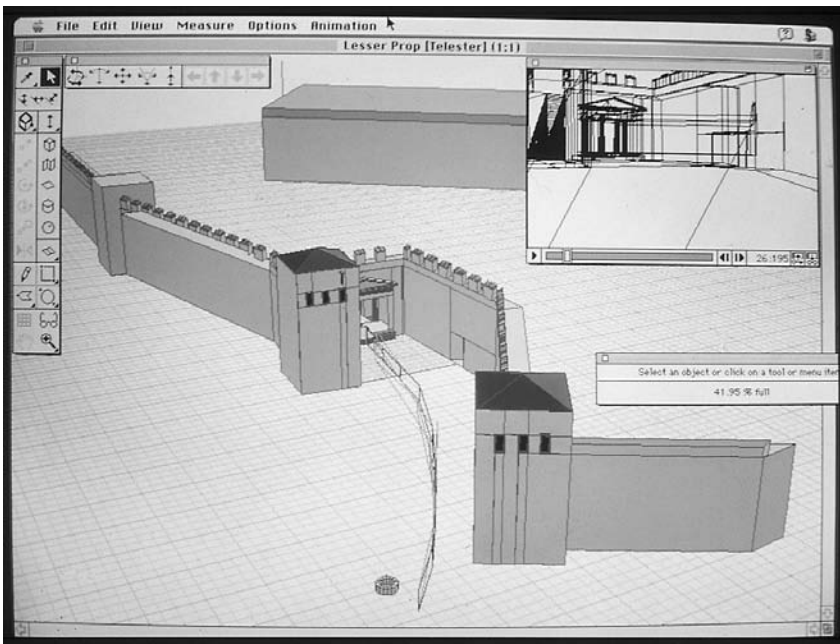 File Edit View Measure Options Animation
Lesser Prop [Telester] (1;1)
26:195
Select an object or click on a tool or menu item
41.95 % full